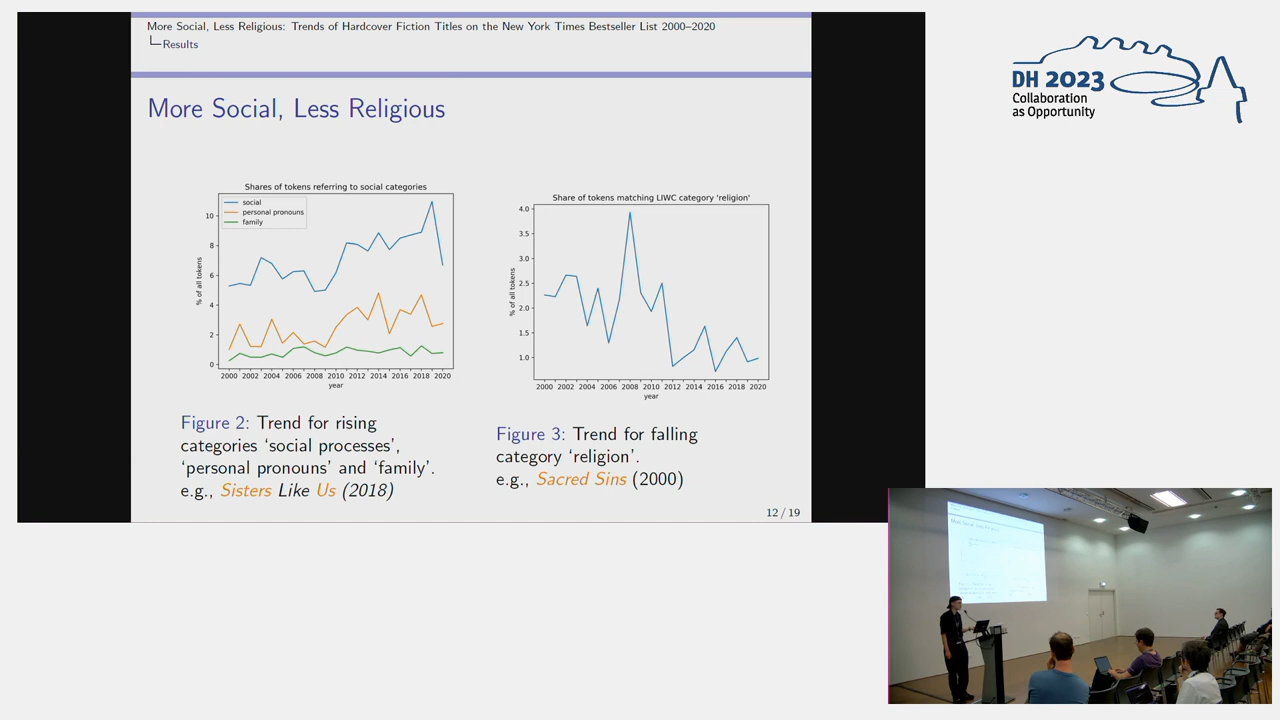 More Social, Less Religious: Trends of Hardcover Fiction Titles on the New York Times Bestseller List 2000–2020
Results
More Social, Less Religious
Shares of tokens referring to social categories
social
personal pronouns
family
10
8
6
4
2
0
% of all tokens
2000 2002 2004 2006 2008 2010 2012 2014 2016 2018 2020
year
Figure 2: Trend for rising
categories ‘social processes’,
‘personal pronouns’ and ‘family’.
e.g., Sisters Like Us (2018)
Share of tokens matching LIWC category 'religion'
4.0
3.5
3.0
2.5
2.0
1.5
1.0
% of all tokens
2000 2002 2004 2006 2008 2010 2012 2014 2016 2018 2020
year
Figure 3: Trend for falling
category ‘religion’.
e.g., Sacred Sins (2000)
12 / 19
DH 2023
Collaboration
as Opportunity